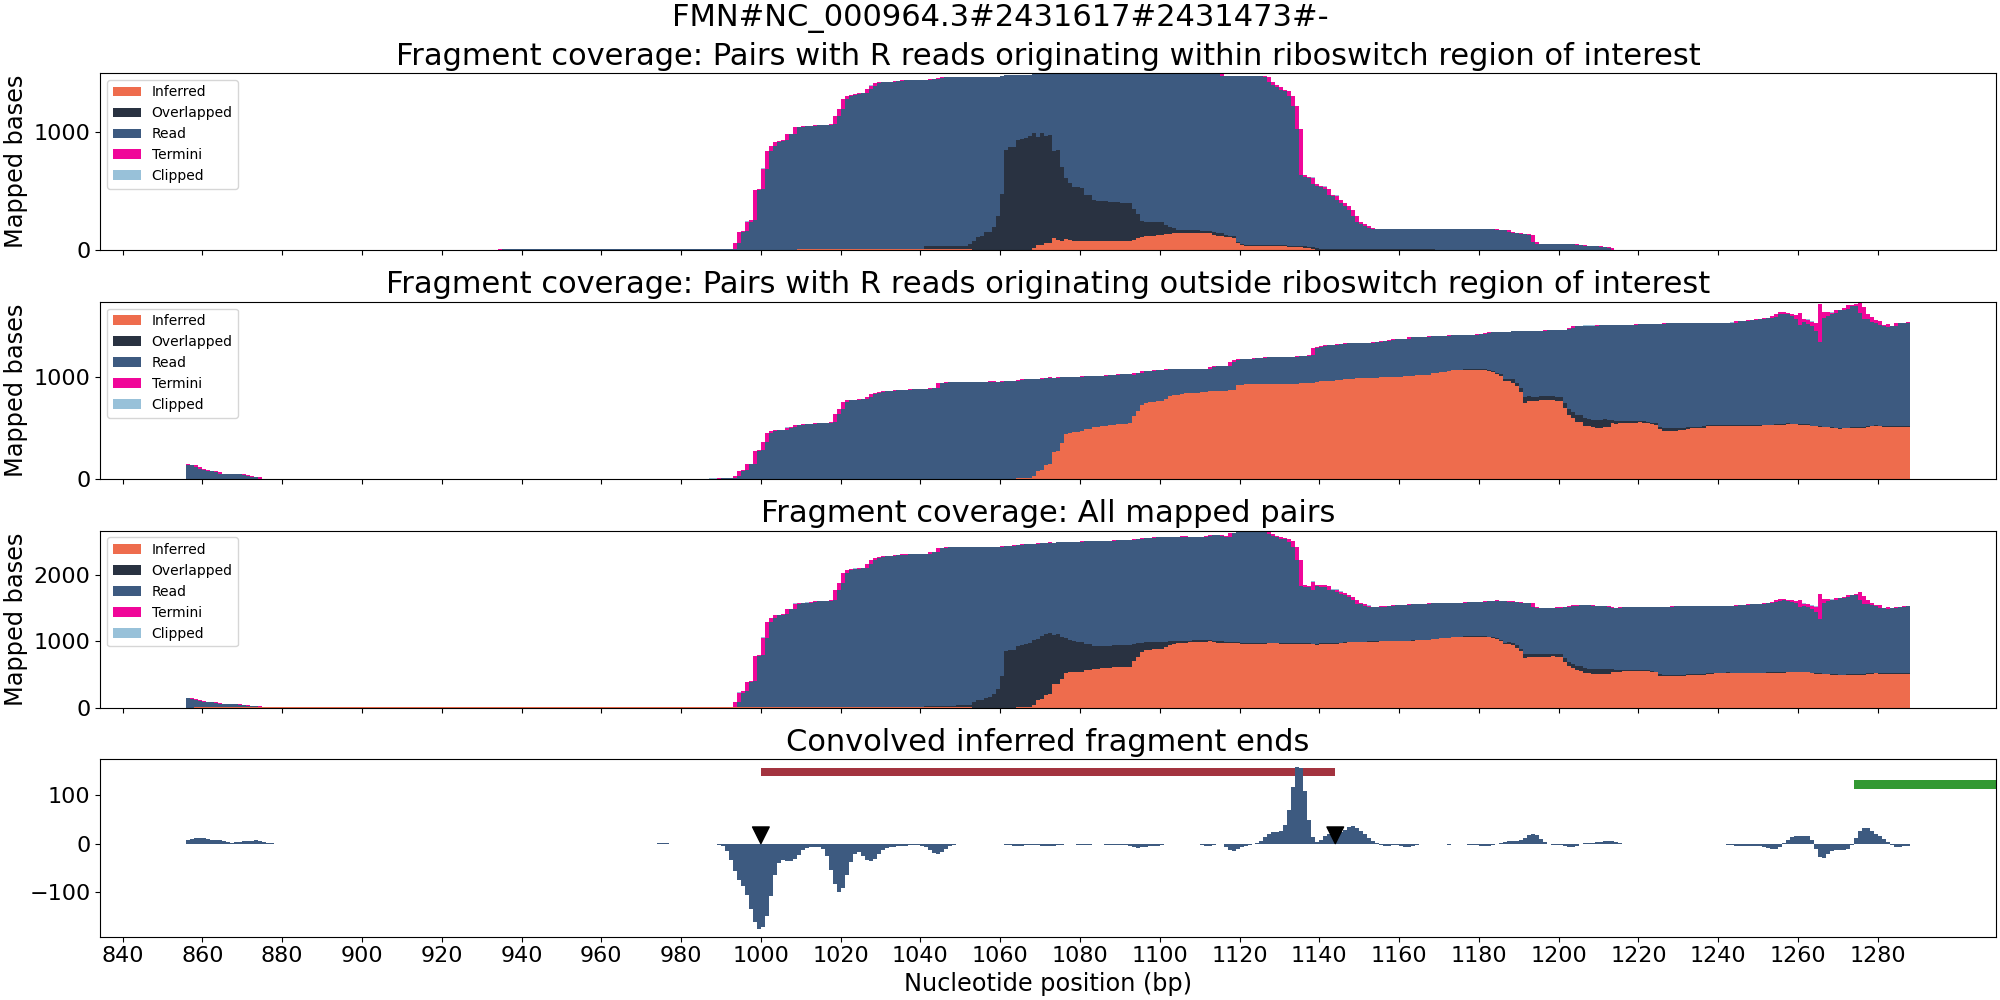 FMN#NC_000964.3#2431617#2431473#-
Fragment coverage: Pairs with R reads originating within riboswitch region of interest
Mapped bases
1000
0
Inferred
Overlapped
Read
Termini
Clipped
Fragment coverage: Pairs with R reads originating outside riboswitch region of interest
Mapped bases
1000
0
Inferred
Overlapped
Read
Termini
Clipped
Fragment coverage: All mapped pairs
Mapped bases
2000
1000
0
Inferred
Overlapped
Read
Termini
Clipped
Convolved inferred fragment ends
100
0
−100
840 860 880 900 920 940 960 980 1000 1020 1040 1060 1080 1100 1120 1140 1160 1180 1200 1220 1240 1260 1280
Nucleotide position (bp)